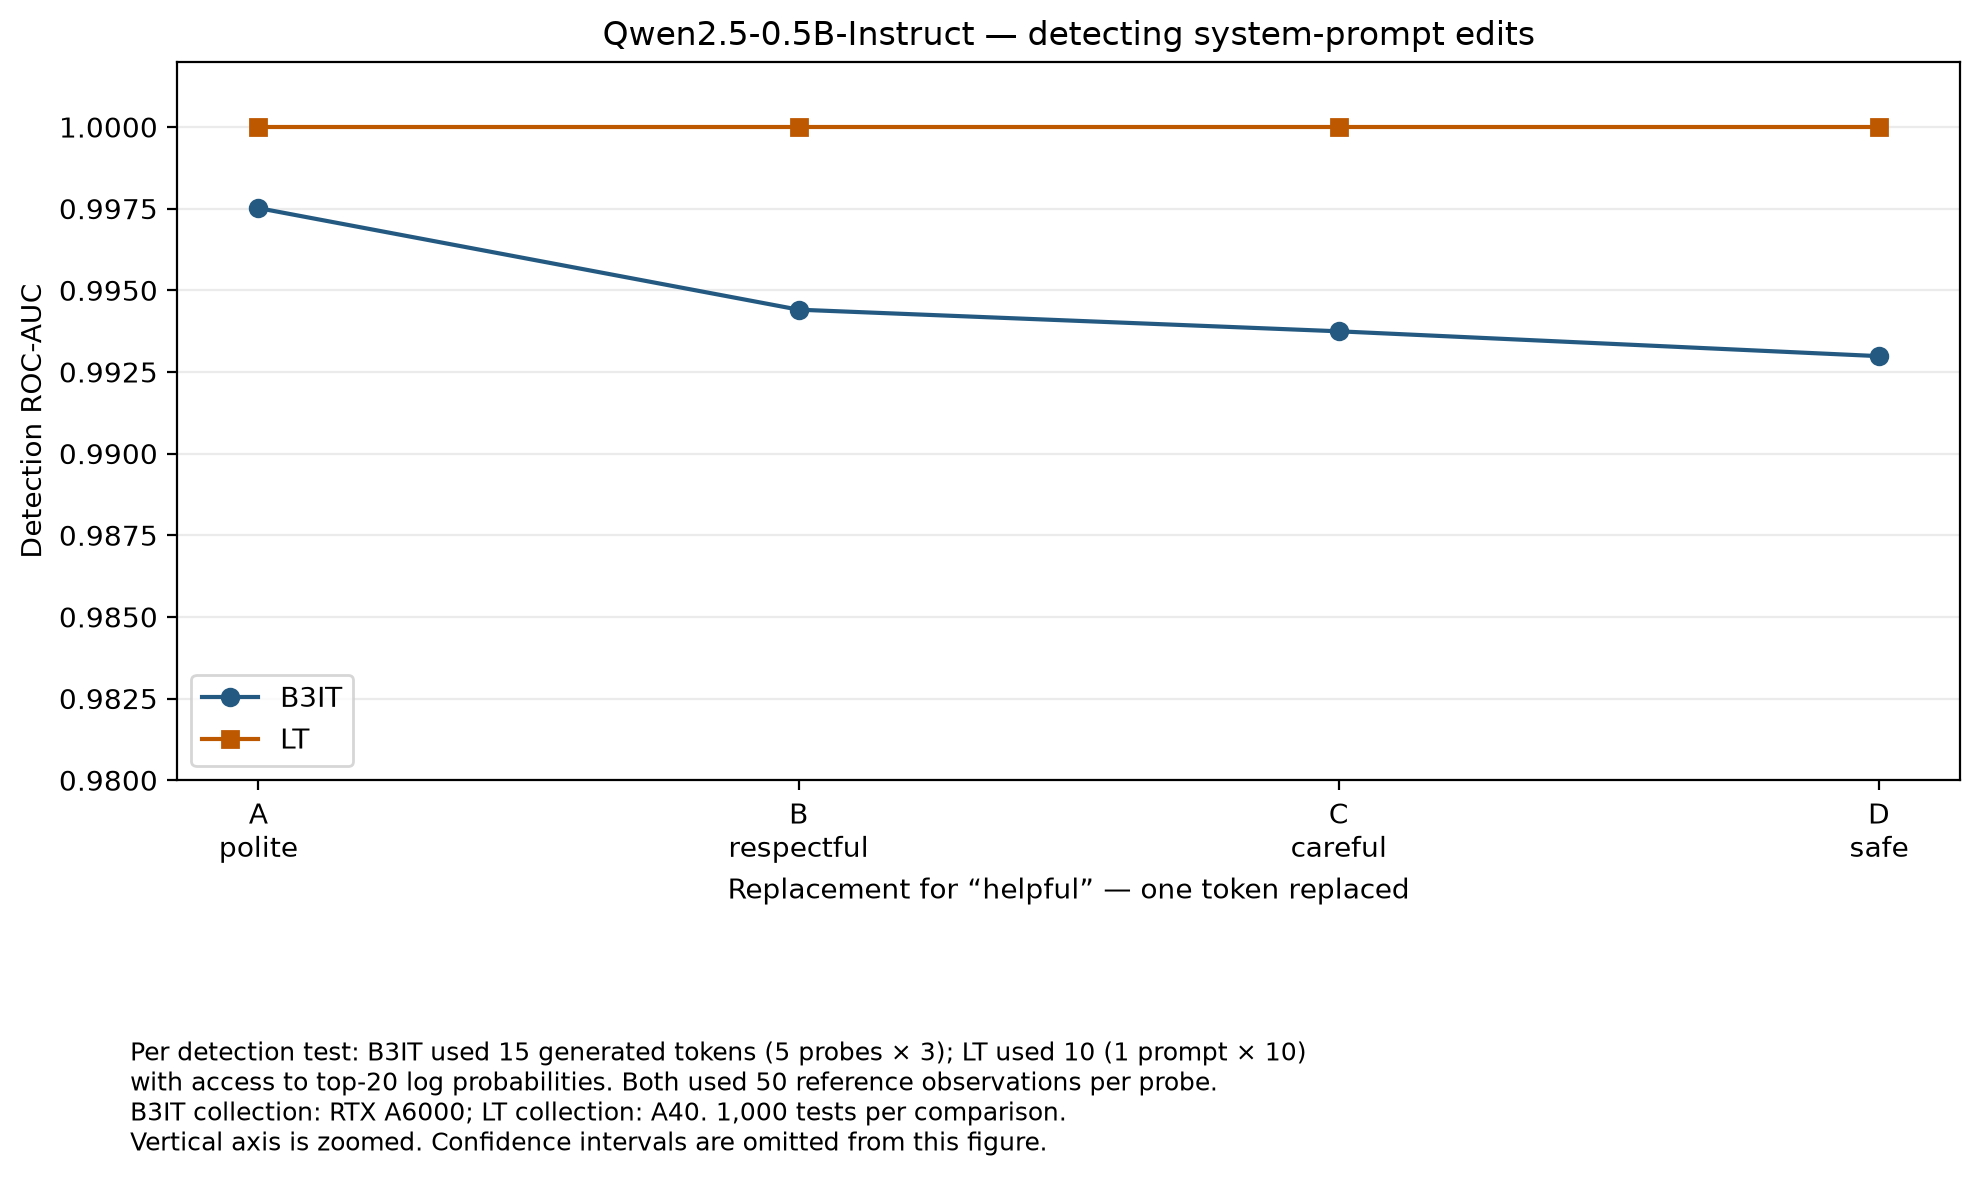 Qwen2.5-0.5B-Instruct — detecting system-prompt edits
Detection ROC-AUC
1.0000
0.9975
0.9950
0.9925
0.9900
0.9875
0.9850
0.9825
0.9800
B3IT
LT
A
polite
B
respectful
C
careful
D
safe
Replacement for “helpful” — one token replaced
Per detection test: B3IT used 15 generated tokens (5 probes × 3); LT used 10 (1 prompt × 10)
with access to top-20 log probabilities. Both used 50 reference observations per probe.
B3IT collection: RTX A6000; LT collection: A40. 1,000 tests per comparison.
Vertical axis is zoomed. Confidence intervals are omitted from this figure.